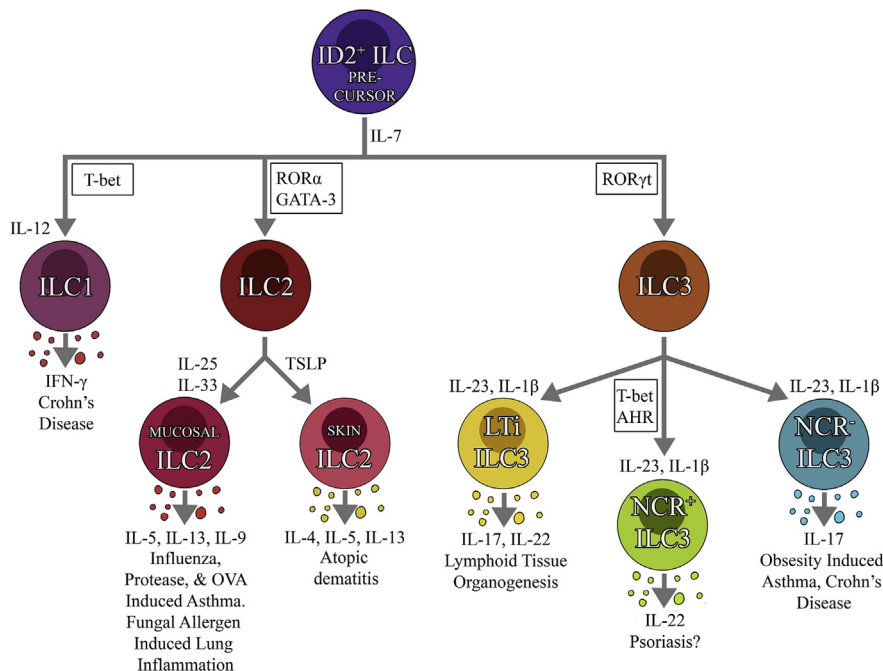 ID2⁺ ILC
PRE-
CURSOR
IL-7
T-bet
RORα
GATA-3
RORγt
IL-12
ILC1
ILC2
ILC3
IFN-γ
Crohn's
Disease
IL-25
IL-33
TSLP
MUCOSAL
ILC2
SKIN
ILC2
IL-5, IL-13, IL-9
Influenza,
Protease, & OVA
Induced Asthma.
Fungal Allergen
Induced Lung
Inflammation
IL-4, IL-5, IL-13
Atopic
dematitis
IL-23, IL-1β
LTi
ILC3
IL-17, IL-22
Lymphoid Tissue
Organogenesis
T-bet
AHR
IL-23, IL-1β
NCR⁺
ILC3
IL-22
Psoriasis?
IL-23, IL-1β
NCR⁻
ILC3
IL-17
Obsesity Induced
Asthma, Crohn's
Disease